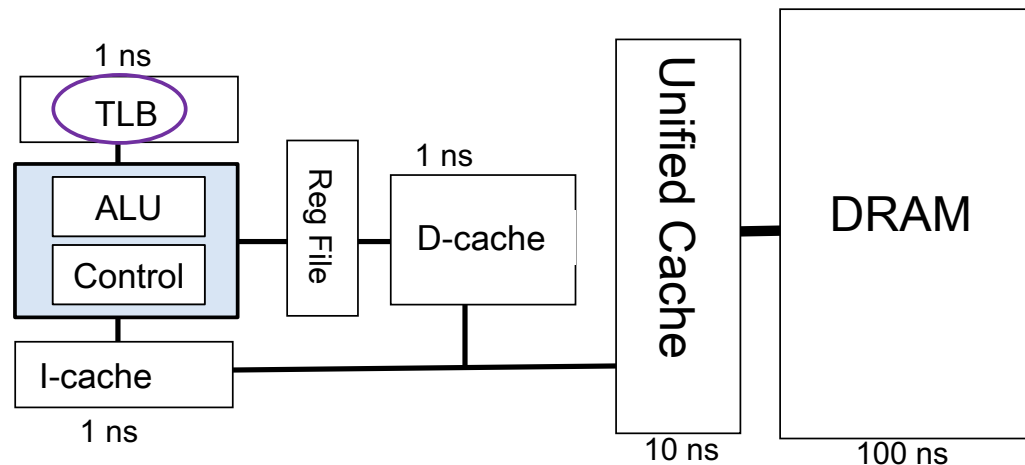 1 ns
TLB
ALU
Control
I-cache
1 ns
Reg File
1 ns
D-cache
Unified Cache
10 ns
DRAM
100 ns